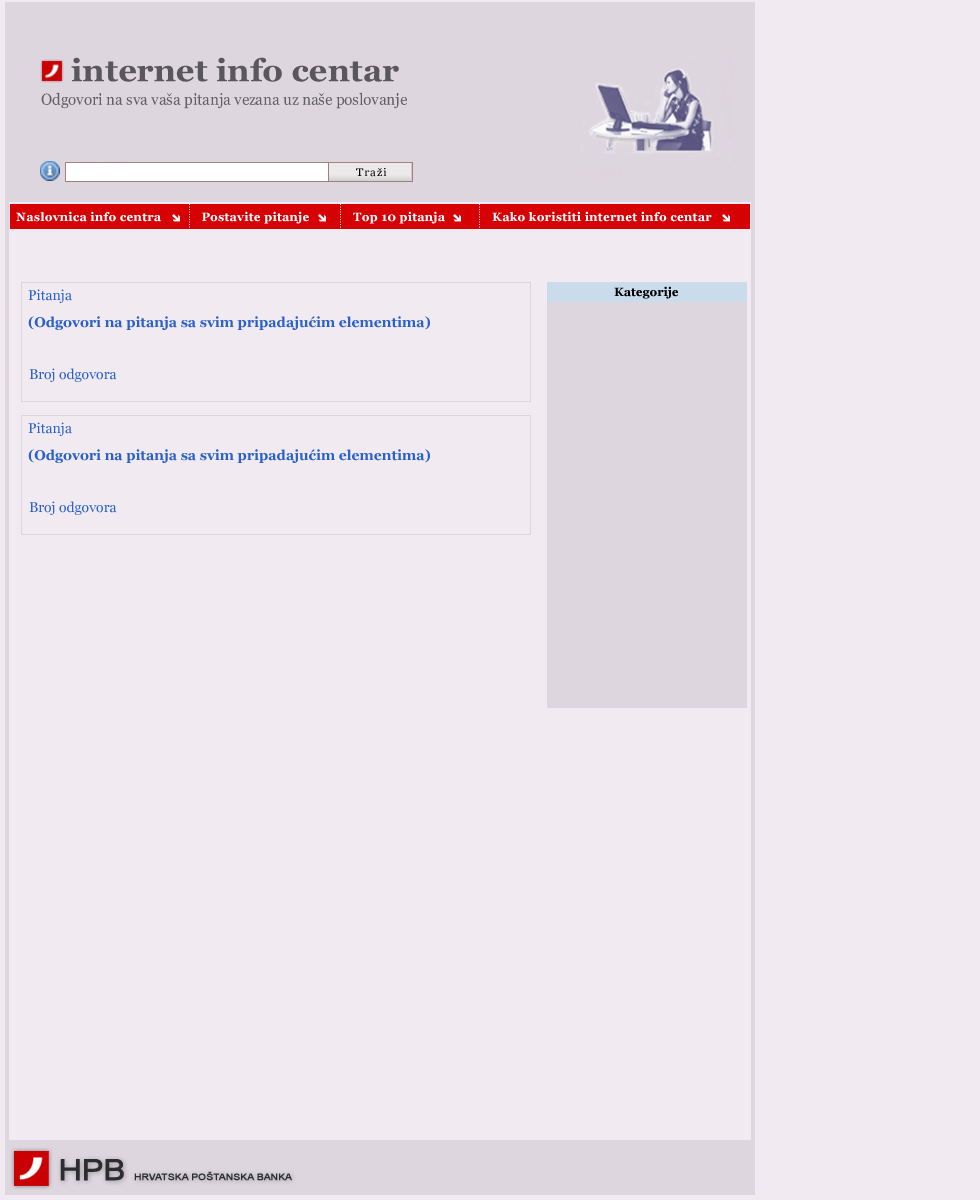 internet info centar
Odgovori na sva vaša pitanja vezana uz naše poslovanje
Traži
Naslovnica info centra
Postavite pitanje
Top 10 pitanja
Kako koristiti internet info centar
Pitanja
(Odgovori na pitanja sa svim pripadajućim elementima)
Broj odgovora
Pitanja
(Odgovori na pitanja sa svim pripadajućim elementima)
Broj odgovora
Kategorije
HPB HRVATSKA POŠTANSKA BANKA